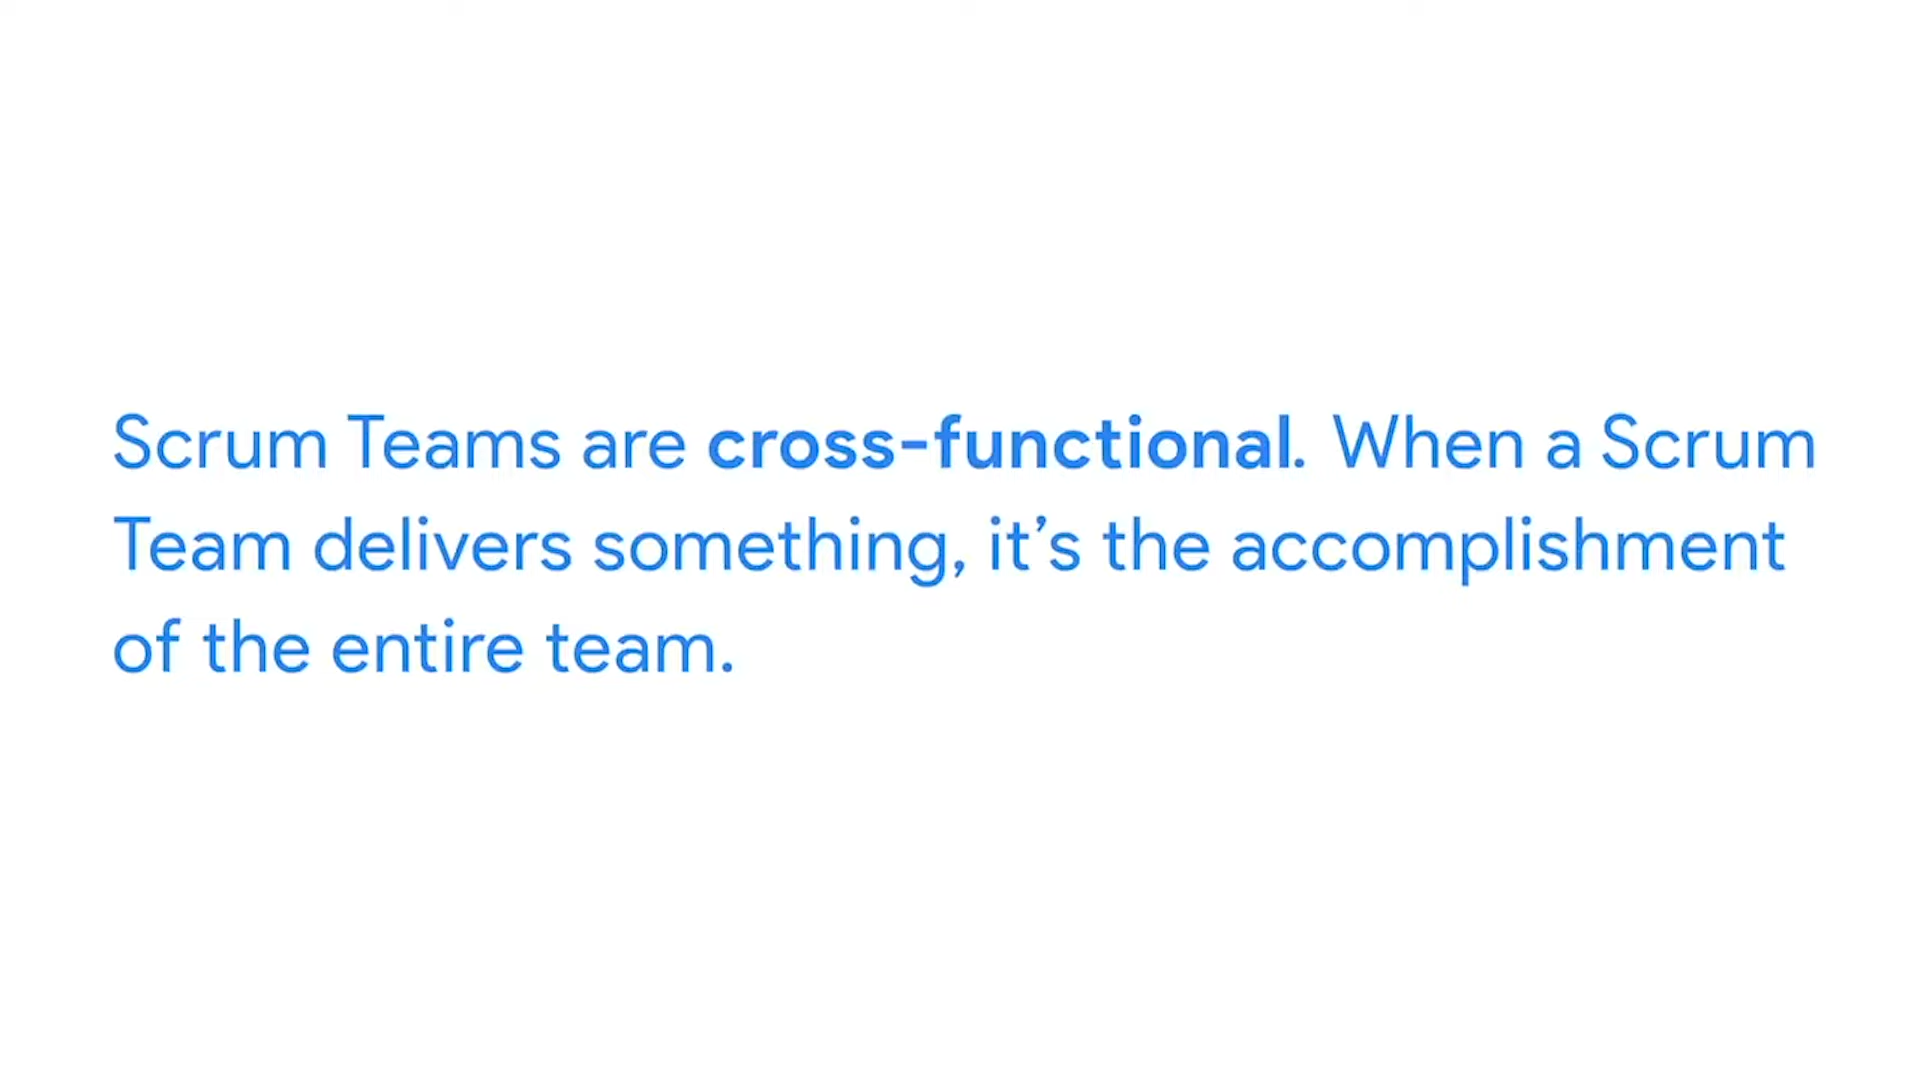 Scrum Teams are cross-functional. When a Scrum
Team delivers something, it’s the accomplishment
of the entire team.